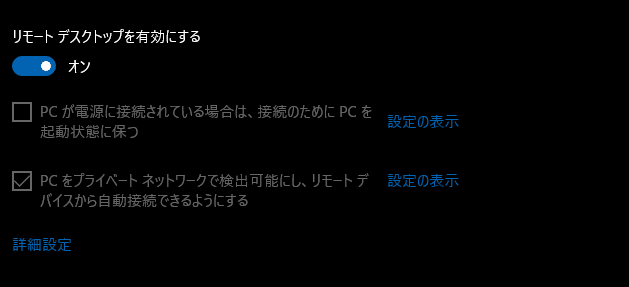 リモート デスクトップを有効にする
オン
PC が電源に接続されている場合は、接続のために PC を
起動状態に保つ
設定の表示
PC をプライベート ネットワークで検出可能にし、リモート デ
バイスから自動接続できるようにする
設定の表示
詳細設定